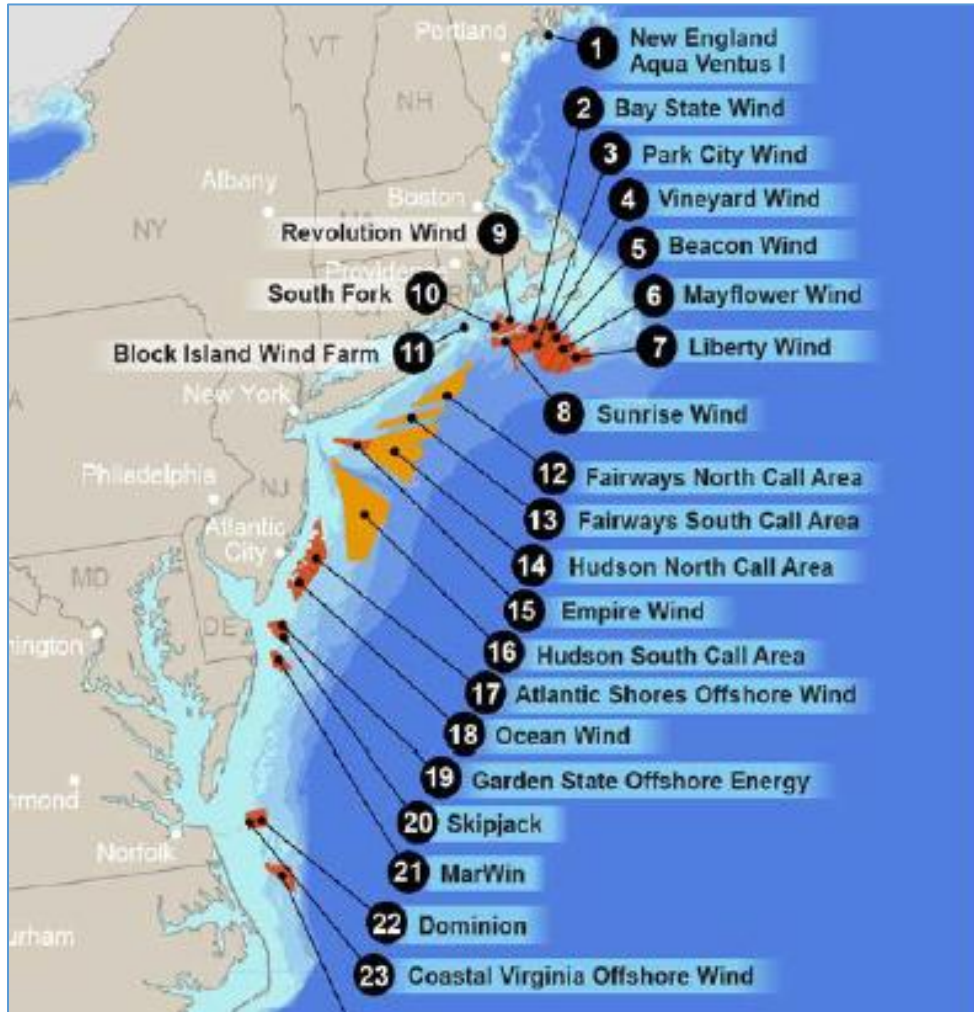 Portland
1 New England
Aqua Ventus I
VT
NH
2 Bay State Wind
3 Park City Wind
Albany
Boston
4 Vineyard Wind
NY
Revolution Wind 9
5 Beacon Wind
Providence
South Fork 10
6 Mayflower Wind
Block Island Wind Farm 11
7 Liberty Wind
New York
8 Sunrise Wind
Philadelphia
12 Fairways North Call Area
NJ
13 Fairways South Call Area
Atlantic
City
14 Hudson North Call Area
MD
15 Empire Wind
DE
ington
16 Hudson South Call Area
17 Atlantic Shores Offshore Wind
18 Ocean Wind
19 Garden State Offshore Energy
hmond
20 Skipjack
Norfolk
21 MarWin
22 Dominion
urham
23 Coastal Virginia Offshore Wind